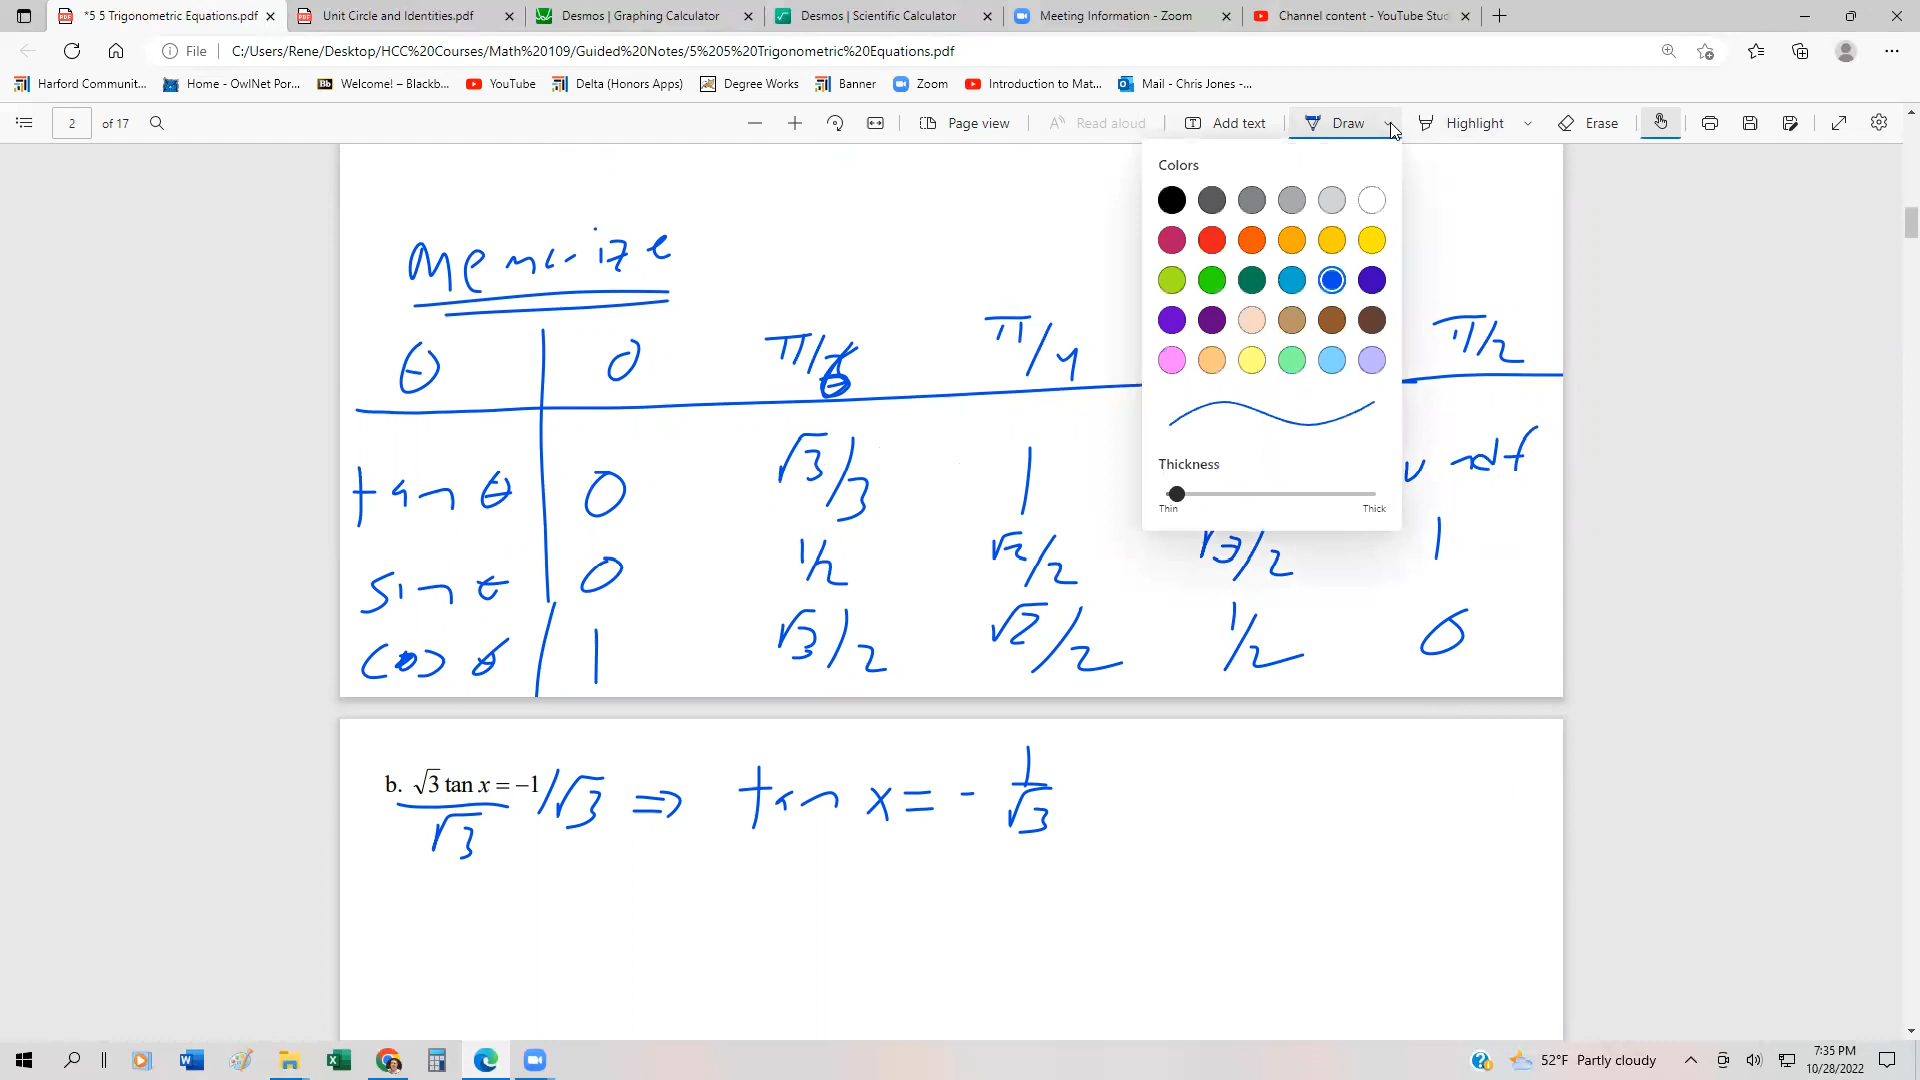 *5 5 Trigonometric Equations.pdf
Unit Circle and Identities.pdf
Desmos | Graphing Calculator
Desmos | Scientific Calculator
Meeting Information - Zoom
Channel content - YouTube Stud
File
C:/Users/Rene/Desktop/HCC%20Courses/Math%20109/Guided%20Notes/5%205%20Trigonometric%20Equations.pdf
Harford Communit...
Home - OwlNet Por...
Bb Welcome! – Blackb...
YouTube
Delta (Honors Apps)
Degree Works
Banner
Zoom
Introduction to Mat...
Mail - Chris Jones -...
2 of 17
Page view
Read aloud
Add text
Draw
Highlight
Erase
Colors
Thickness
Thin Thick
Memorize
θ 0 π/6 π/4 π/2
tan θ 0 √3/3 1 undf
sin θ 0 1/2 √2/2 √3/2 1
cos θ 1 √3/2 √2/2 1/2 0
b. √3 tan x = −1 /√3 ⇒ tan x = - 1/√3
√3
52°F Partly cloudy
7:35 PM
10/28/2022